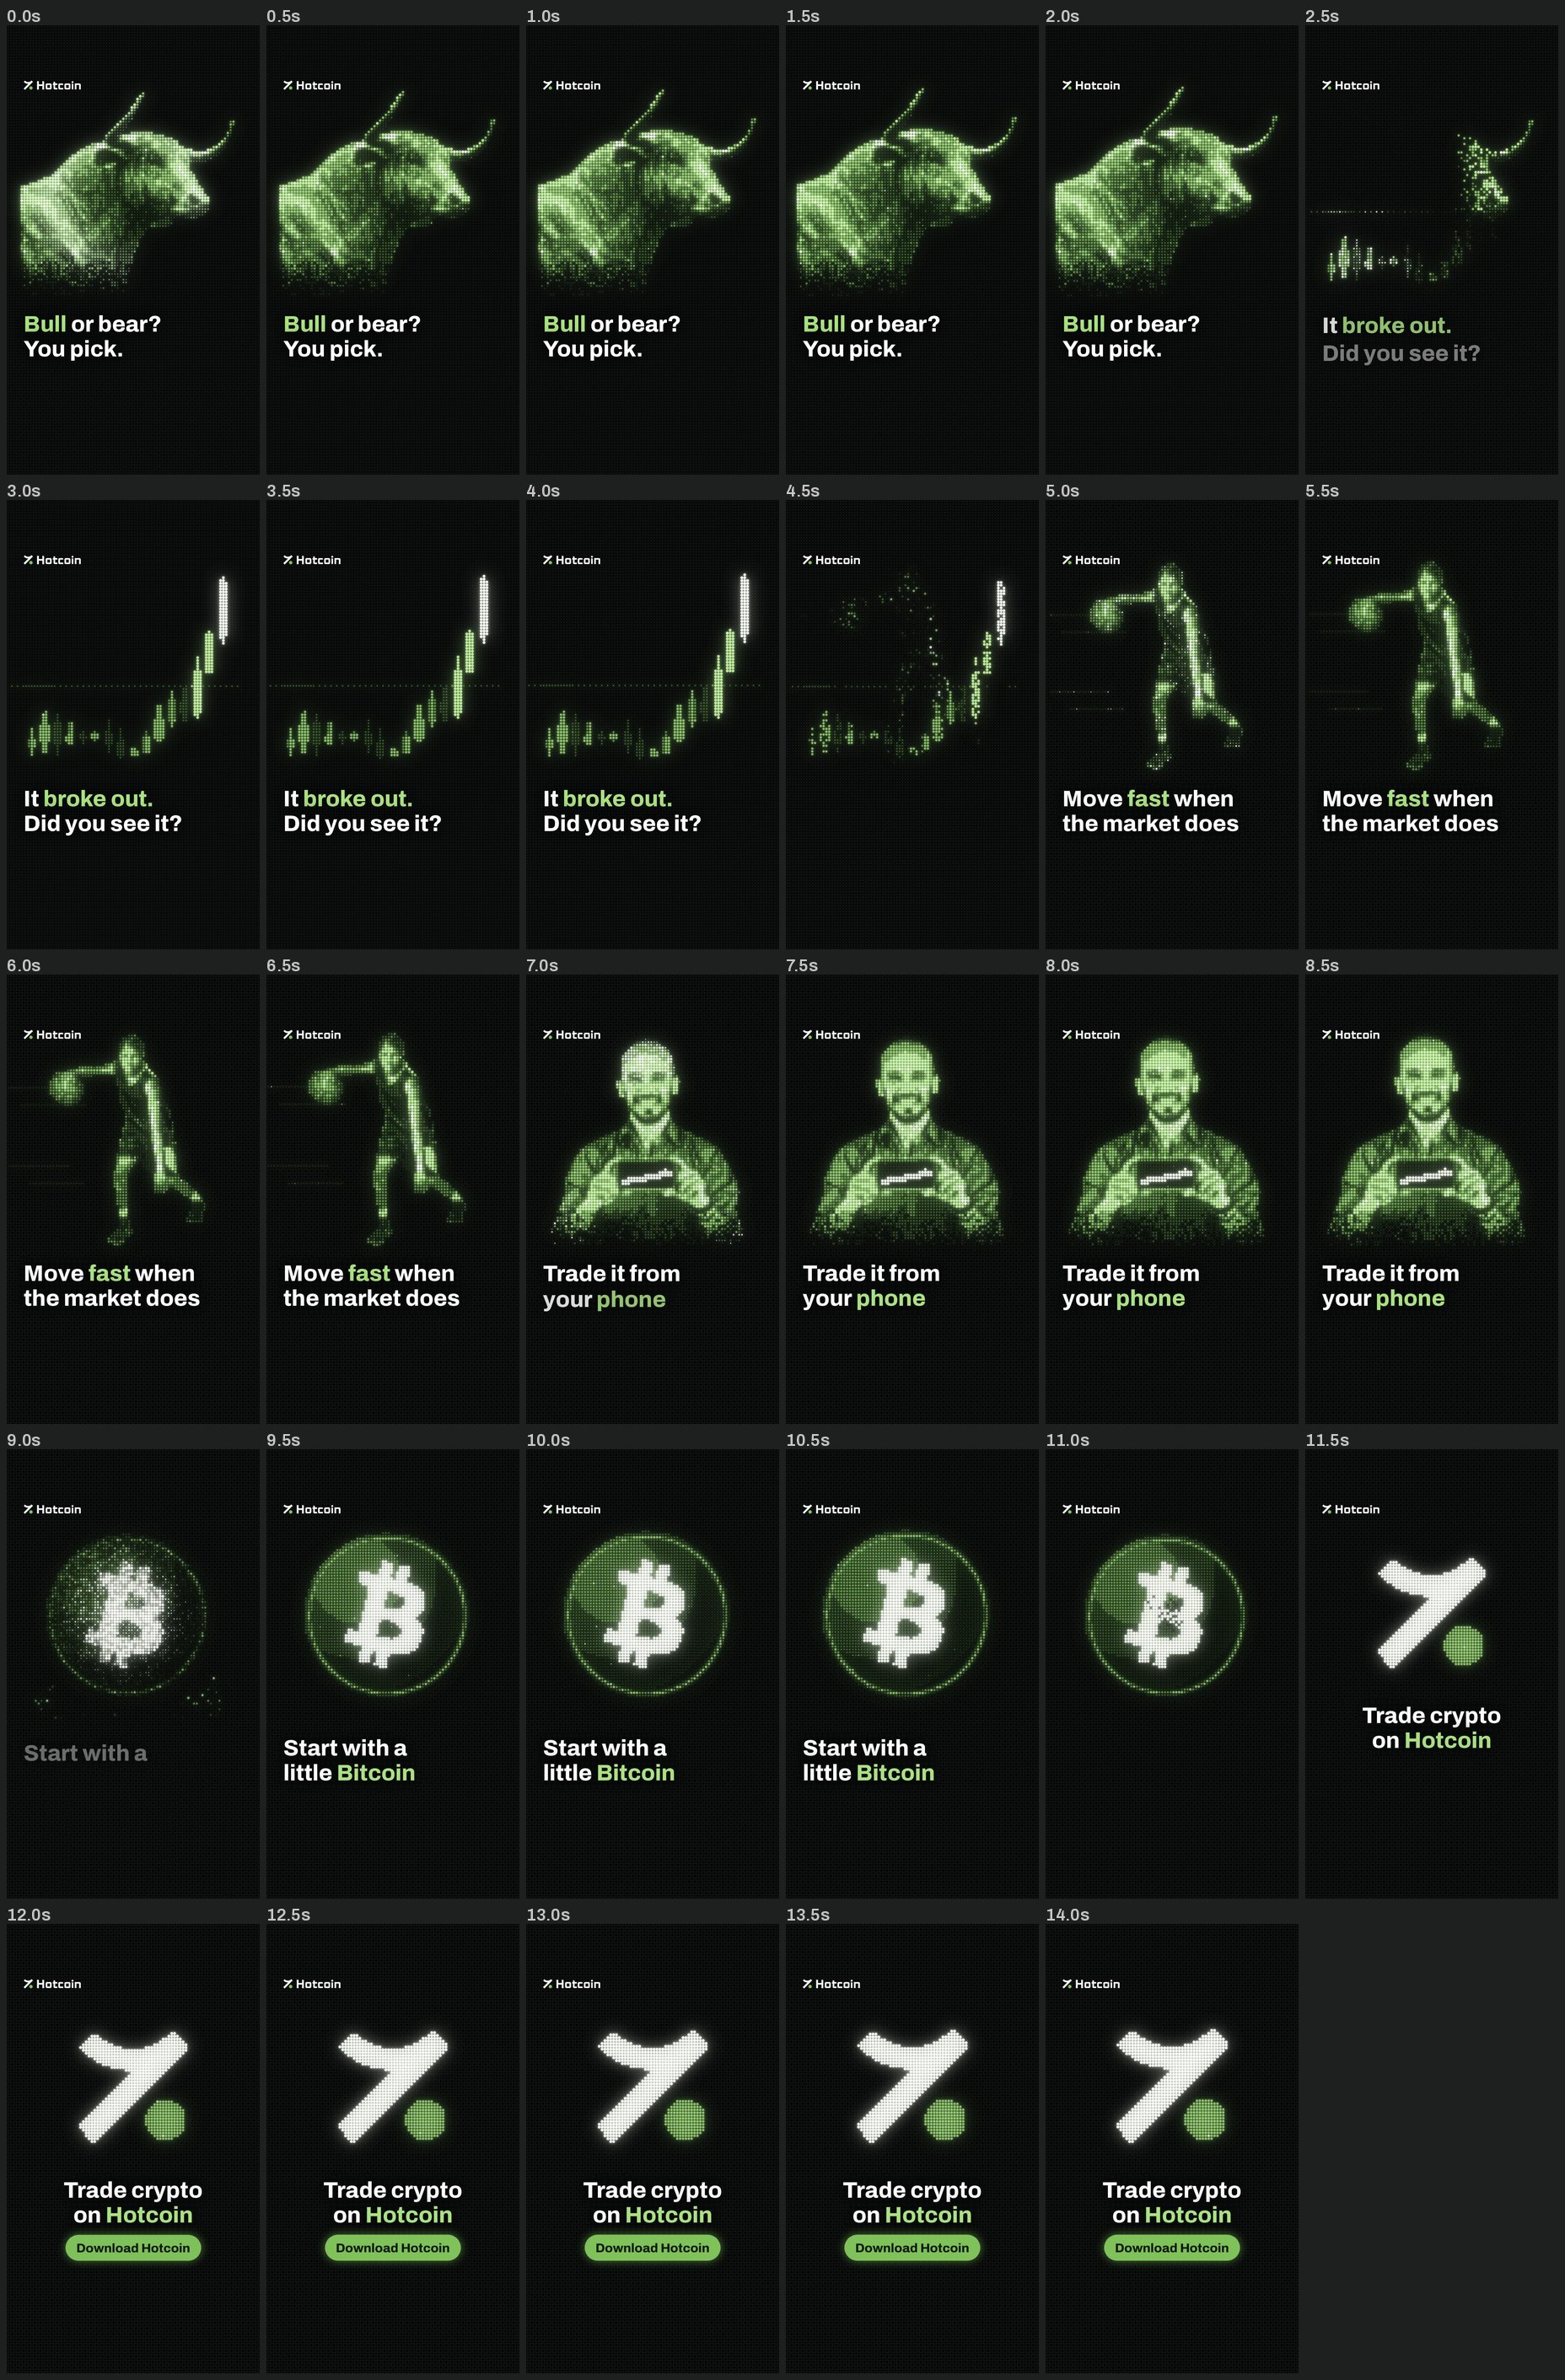 0.0s 0.5s 1.0s 1.5s 2.0s 2.5s
Hotcoin Hotcoin Hotcoin Hotcoin Hotcoin Hotcoin
Bull or bear? Bull or bear? Bull or bear? Bull or bear? Bull or bear? It broke out.
You pick. You pick. You pick. You pick. You pick. Did you see it?
3.0s 3.5s 4.0s 4.5s 5.0s 5.5s
Hotcoin Hotcoin Hotcoin Hotcoin Hotcoin Hotcoin
It broke out. It broke out. It broke out. Move fast when Move fast when
Did you see it? Did you see it? Did you see it? the market does the market does
6.0s 6.5s 7.0s 7.5s 8.0s 8.5s
Hotcoin Hotcoin Hotcoin Hotcoin Hotcoin Hotcoin
Move fast when Move fast when Trade it from Trade it from Trade it from Trade it from
the market does the market does your phone your phone your phone your phone
9.0s 9.5s 10.0s 10.5s 11.0s 11.5s
Hotcoin Hotcoin Hotcoin Hotcoin Hotcoin Hotcoin
Trade crypto
on Hotcoin
Start with a Start with a Start with a Start with a
little Bitcoin little Bitcoin little Bitcoin
12.0s 12.5s 13.0s 13.5s 14.0s
Hotcoin Hotcoin Hotcoin Hotcoin Hotcoin
Trade crypto Trade crypto Trade crypto Trade crypto Trade crypto
on Hotcoin on Hotcoin on Hotcoin on Hotcoin on Hotcoin
Download Hotcoin Download Hotcoin Download Hotcoin Download Hotcoin Download Hotcoin